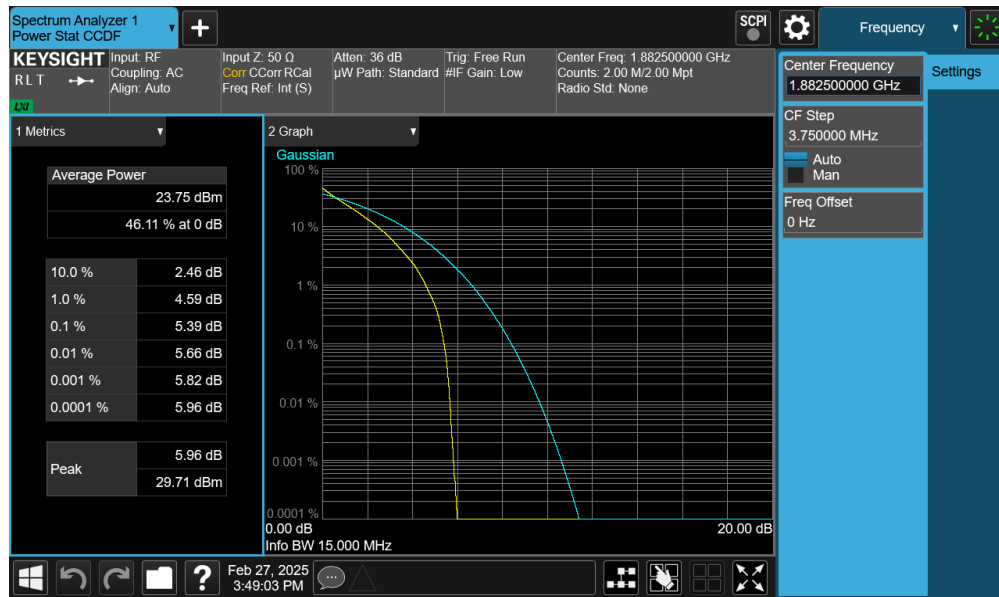 Spectrum Analyzer 1
Power Stat CCDF
SCPI
Frequency
KEYSIGHT
RLT
LXI
Input: RF
Coupling: AC
Align: Auto
Input Z: 50 Ω
Corr CCorr RCal
Freq Ref: Int (S)
Atten: 36 dB
µW Path: Standard
Trig: Free Run
#IF Gain: Low
Center Freq: 1.882500000 GHz
Counts: 2.00 M/2.00 Mpt
Radio Std: None
Center Frequency
1.882500000 GHz
Settings
CF Step
3.750000 MHz
Auto
Man
Freq Offset
0 Hz
1 Metrics
Average Power
23.75 dBm
46.11 % at 0 dB
10.0 % 2.46 dB
1.0 % 4.59 dB
0.1 % 5.39 dB
0.01 % 5.66 dB
0.001 % 5.82 dB
0.0001 % 5.96 dB
Peak 5.96 dB
29.71 dBm
2 Graph
Gaussian
100 %
10 %
1 %
0.1 %
0.01 %
0.001 %
0.0001 %
0.00 dB 20.00 dB
Info BW 15.000 MHz
?
Feb 27, 2025
3:49:03 PM